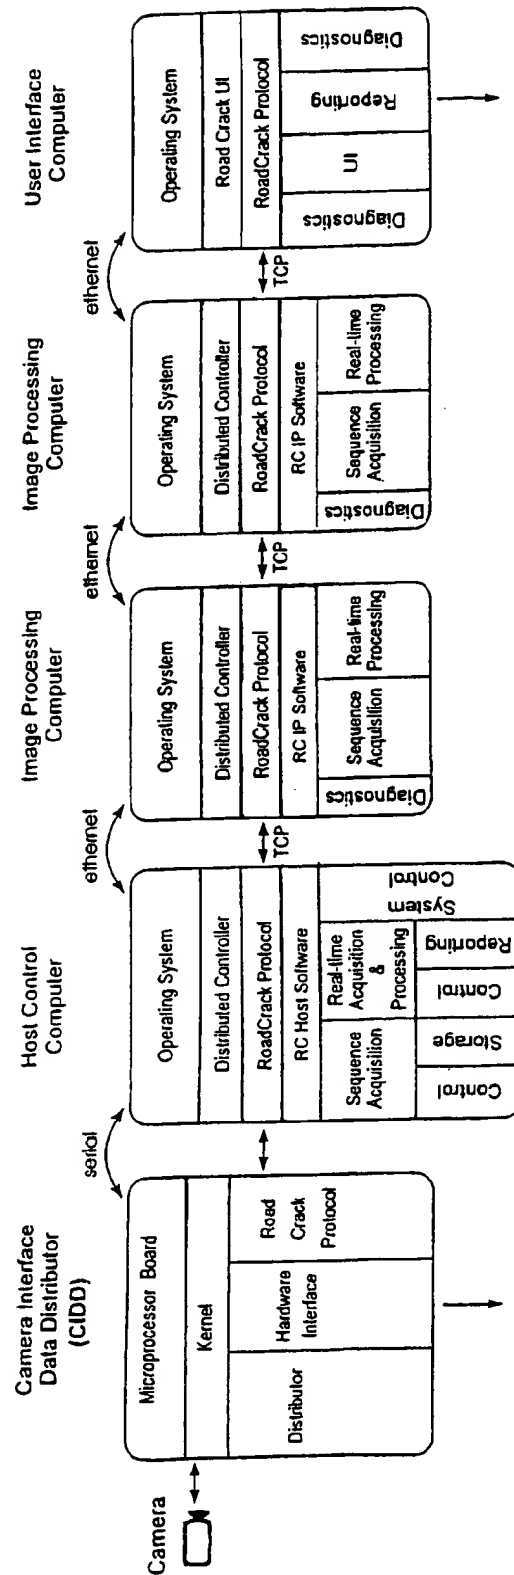 Camera
Camera Interface
Data Distributor
(CIDD)
Microprocessor Board
Kernel
Distributor
Hardware
Interface
Road
Crack
Protocol
serial
Host Control
Computer
Operating System
Distributed Controller
RoadCrack Protocol
RC Host Software
Sequence
Acquisition
Real-time
Acquisition
&
Processing
System
Control
Control
Storage
Control
Reporting
ethernet
TCP
Image Processing
Computer
Operating System
Distributed Controller
RoadCrack Protocol
RC IP Software
Diagnostics
Sequence
Acquisition
Real-time
Processing
ethernet
TCP
Image Processing
Computer
Operating System
Distributed Controller
RoadCrack Protocol
RC IP Software
Diagnostics
Sequence
Acquisition
Real-time
Processing
ethernet
TCP
User Interface
Computer
Operating System
Road Crack UI
RoadCrack Protocol
Diagnostics
UI
Reporting
Diagnostics